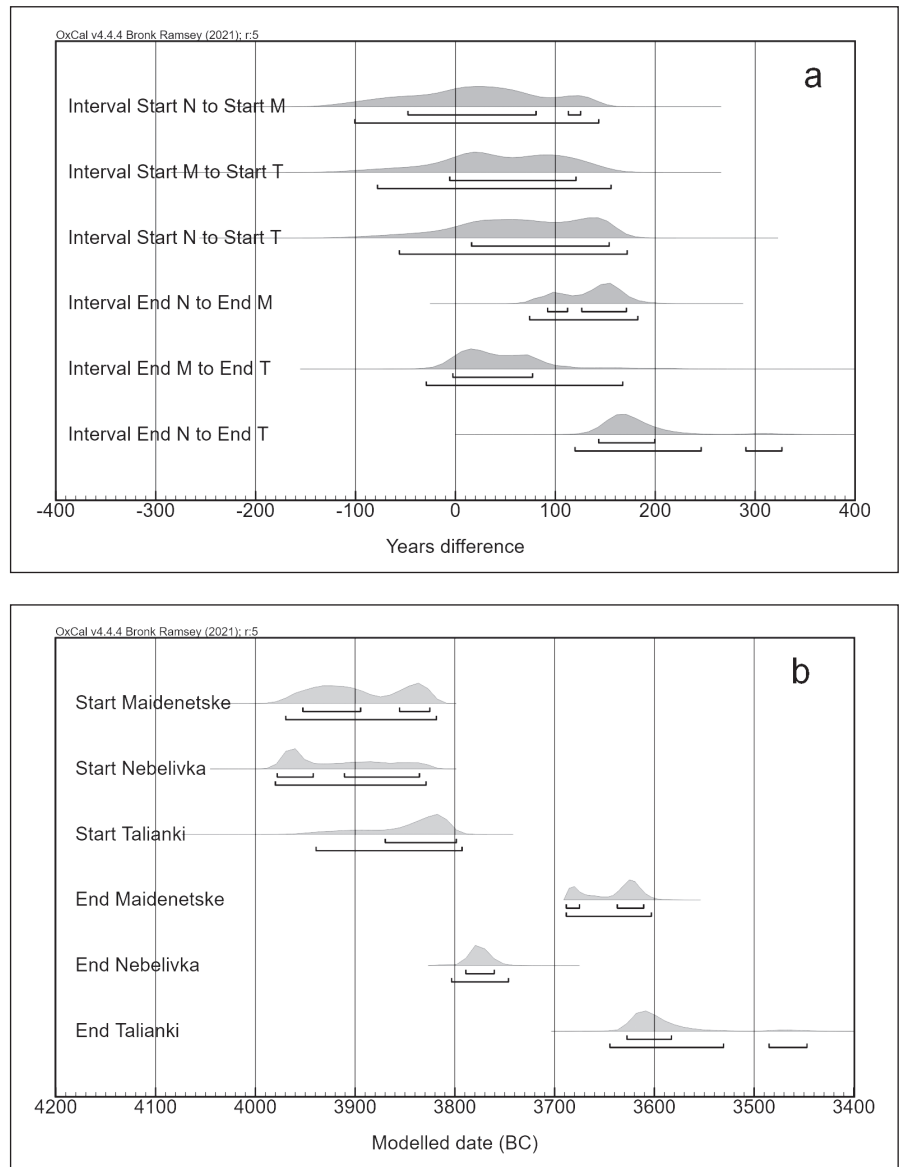 OxCal v4.4.4 Bronk Ramsey (2021); r:5
a
Interval Start N to Start M
Interval Start M to Start T
Interval Start N to Start T
Interval End N to End M
Interval End M to End T
Interval End N to End T
-400 -300 -200 -100 0 100 200 300 400
Years difference
OxCal v4.4.4 Bronk Ramsey (2021); r:5
b
Start Maidenetske
Start Nebelivka
Start Talianki
End Maidenetske
End Nebelivka
End Talianki
4200 4100 4000 3900 3800 3700 3600 3500 3400
Modelled date (BC)